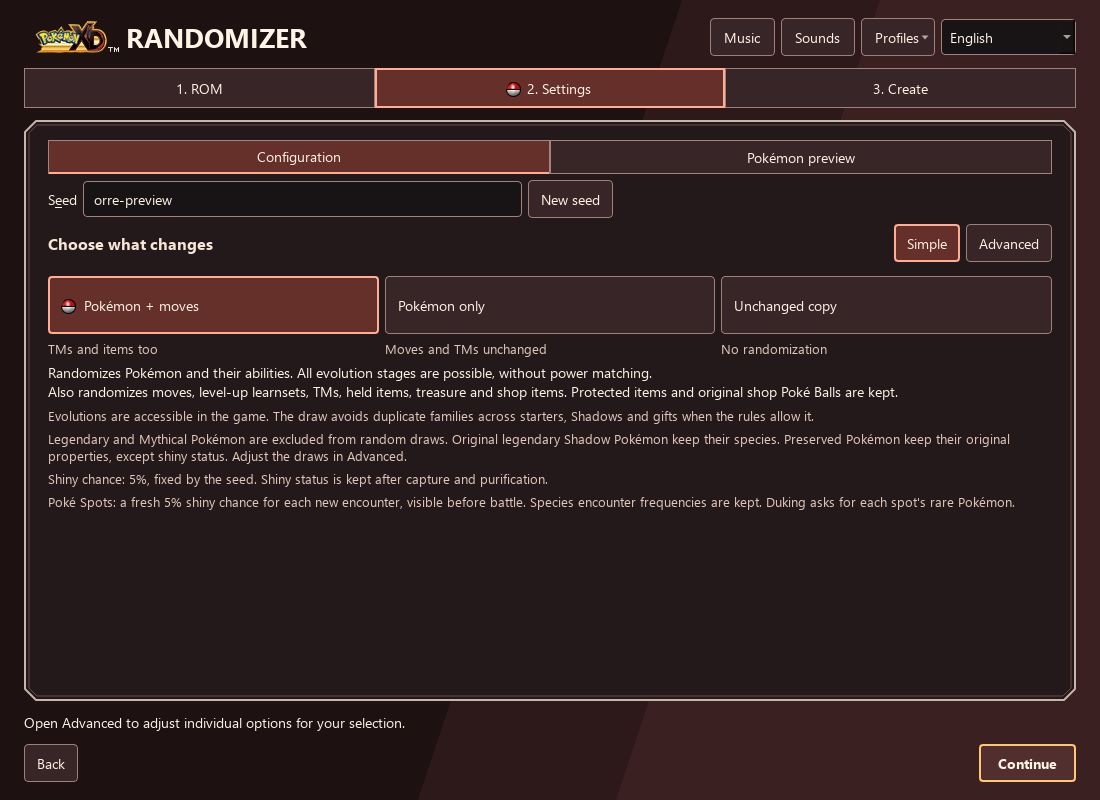 Pokémon XD TM RANDOMIZER
Music Sounds Profiles English
1. ROM 2. Settings 3. Create
Configuration Pokémon preview
Seed orre-preview New seed
Choose what changes Simple Advanced
Pokémon + moves Pokémon only Unchanged copy
TMs and items too Moves and TMs unchanged No randomization
Randomizes Pokémon and their abilities. All evolution stages are possible, without power matching.
Also randomizes moves, level-up learnsets, TMs, held items, treasure and shop items. Protected items and original shop Poké Balls are kept.
Evolutions are accessible in the game. The draw avoids duplicate families across starters, Shadows and gifts when the rules allow it.
Legendary and Mythical Pokémon are excluded from random draws. Original legendary Shadow Pokémon keep their species. Preserved Pokémon keep their original
properties, except shiny status. Adjust the draws in Advanced.
Shiny chance: 5%, fixed by the seed. Shiny status is kept after capture and purification.
Poké Spots: a fresh 5% shiny chance for each new encounter, visible before battle. Species encounter frequencies are kept. Duking asks for each spot's rare Pokémon.
Open Advanced to adjust individual options for your selection.
Back Continue